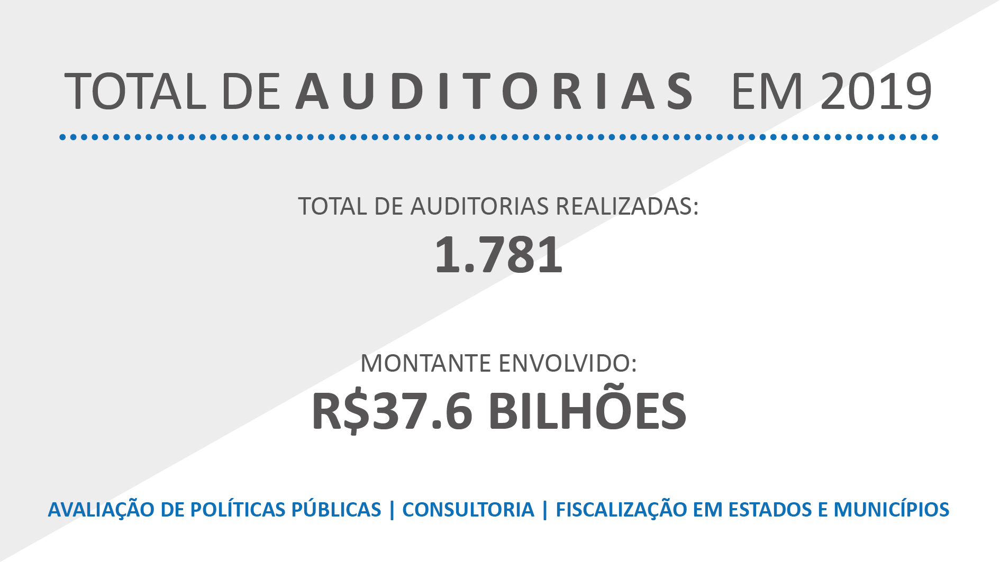 TOTAL DE AUDITORIAS EM 2019
TOTAL DE AUDITORIAS REALIZADAS:
1.781
MONTANTE ENVOLVIDO:
R$37.6 BILHÕES
AVALIAÇÃO DE POLÍTICAS PÚBLICAS | CONSULTORIA | FISCALIZAÇÃO EM ESTADOS E MUNICÍPIOS